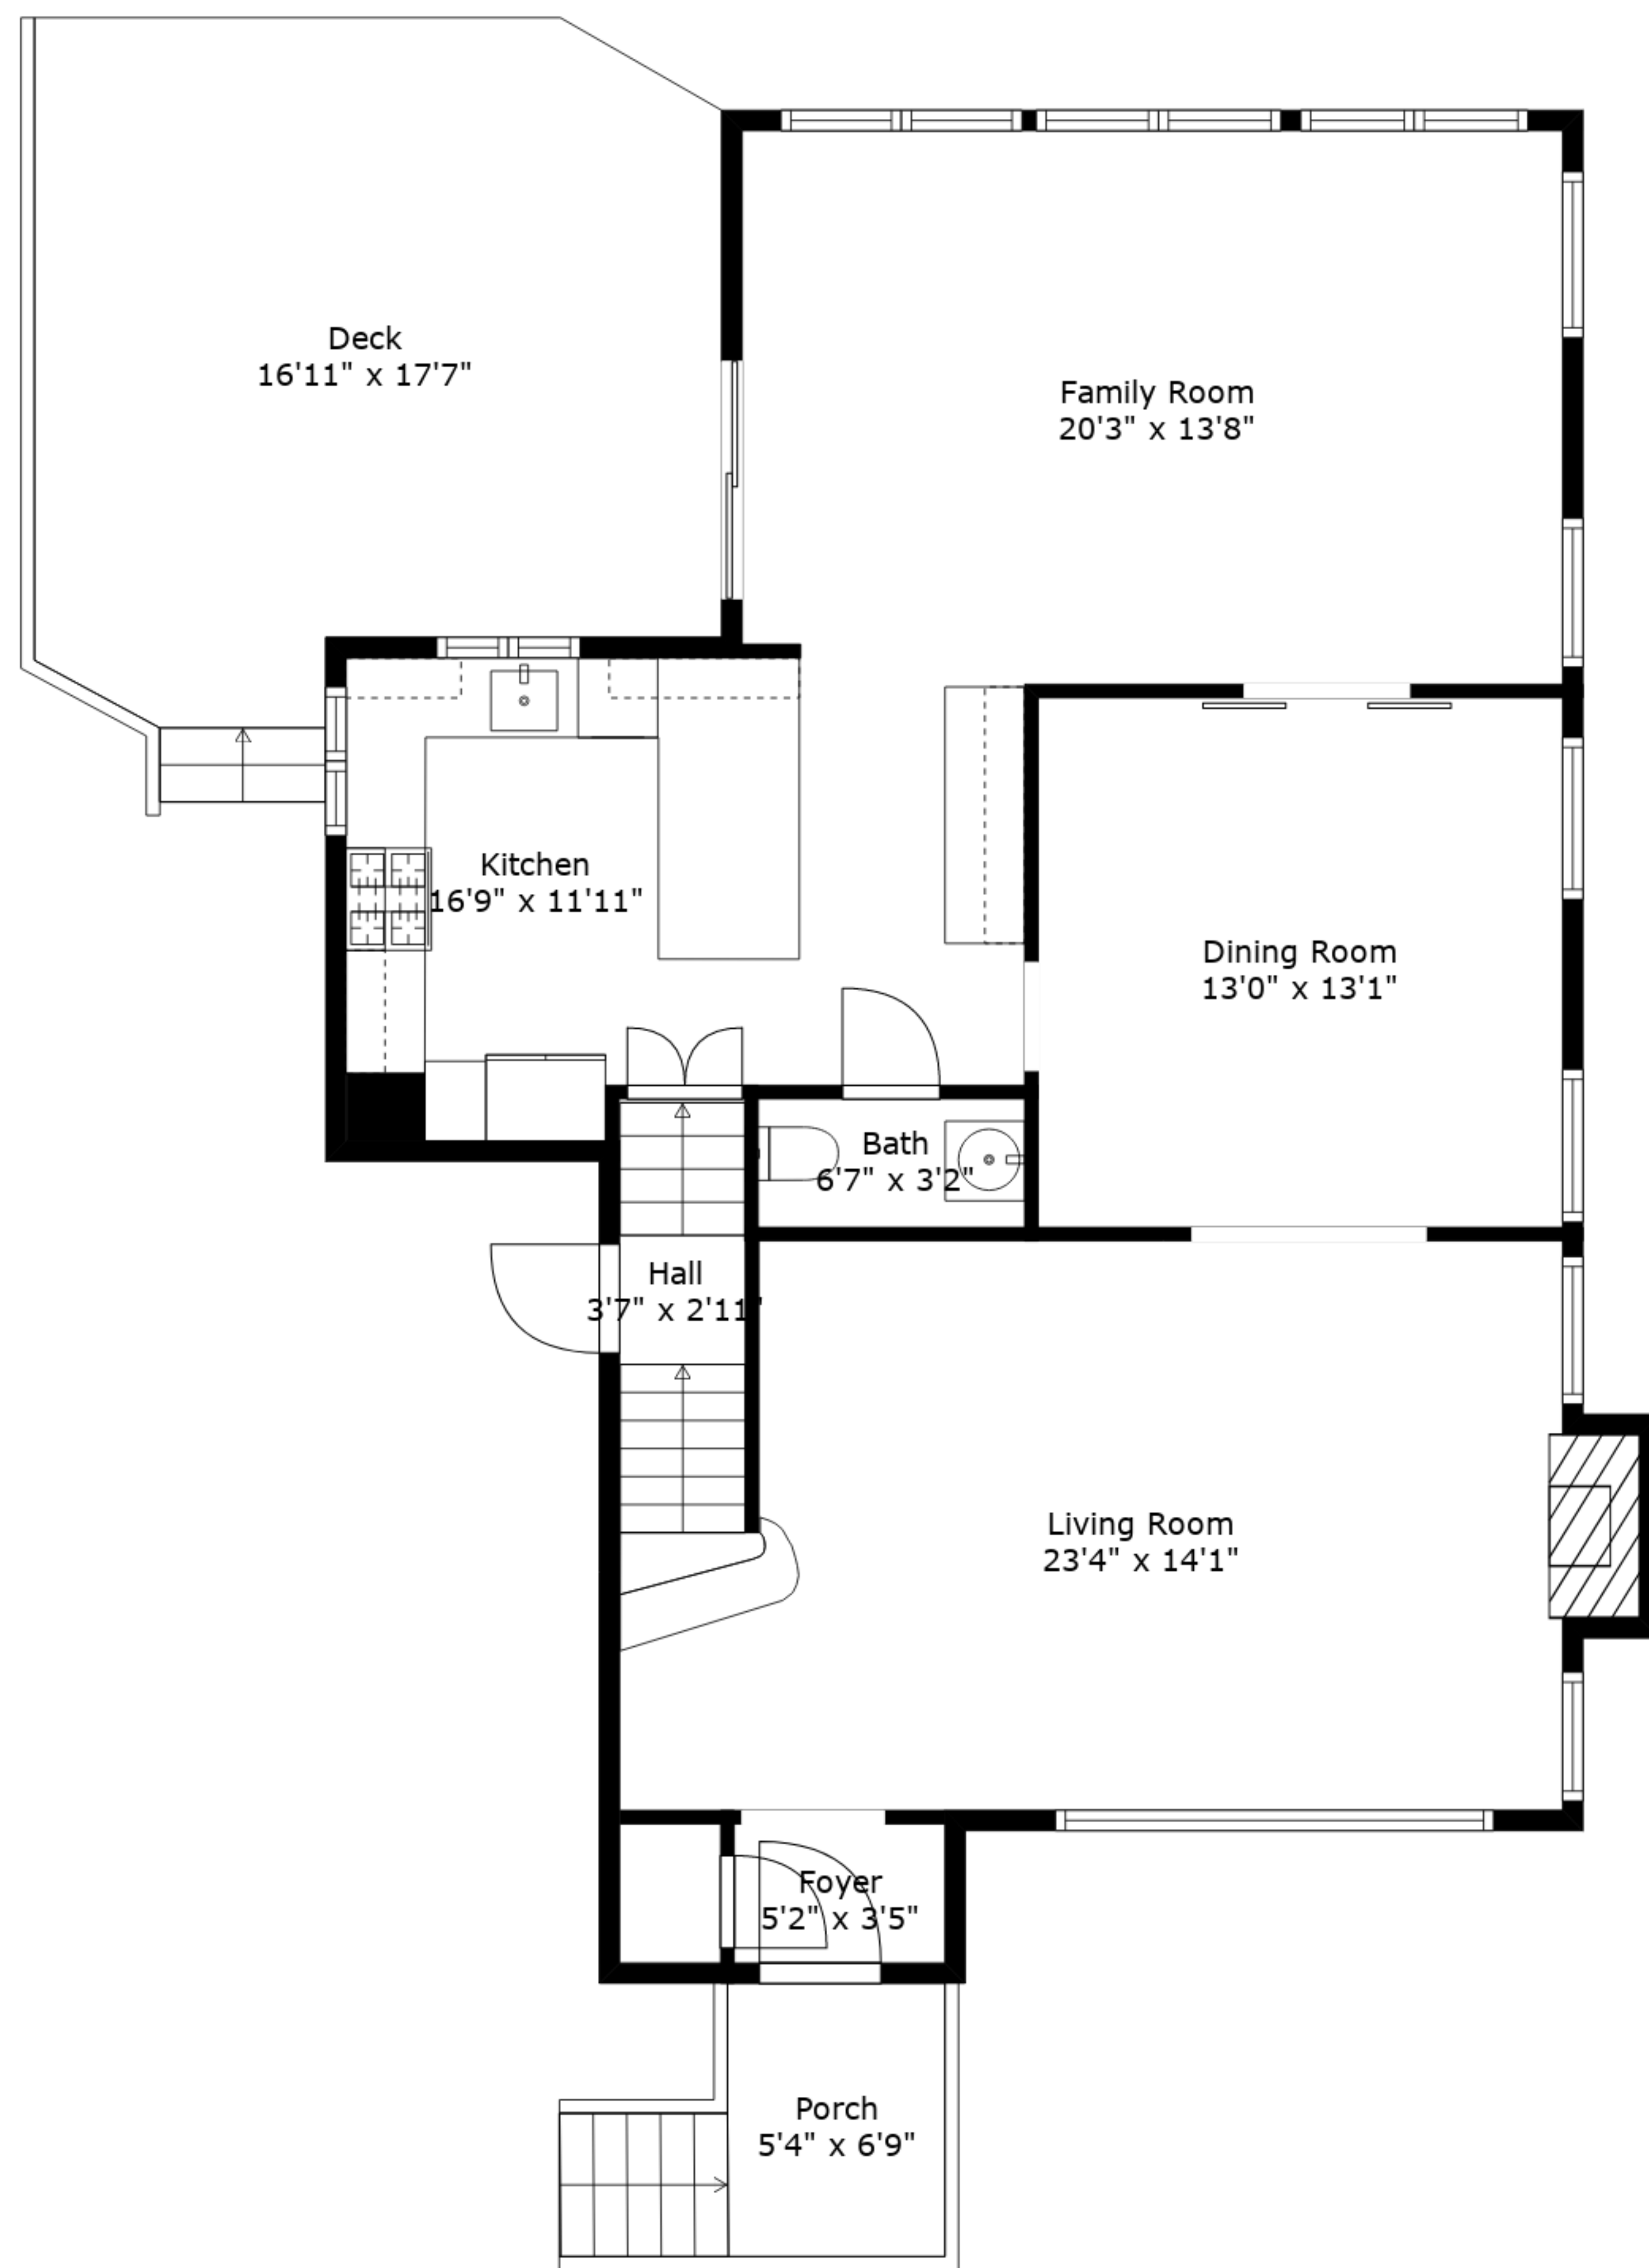 Deck
16'11" x 17'7"
Family Room
20'3" x 13'8"
Kitchen
16'9" x 11'11"
Dining Room
13'0" x 13'1"
Bath
6'7" x 3'2"
Hall
3'7" x 2'11"
Living Room
23'4" x 14'1"
Foyer
5'2" x 3'5"
Porch
5'4" x 6'9"